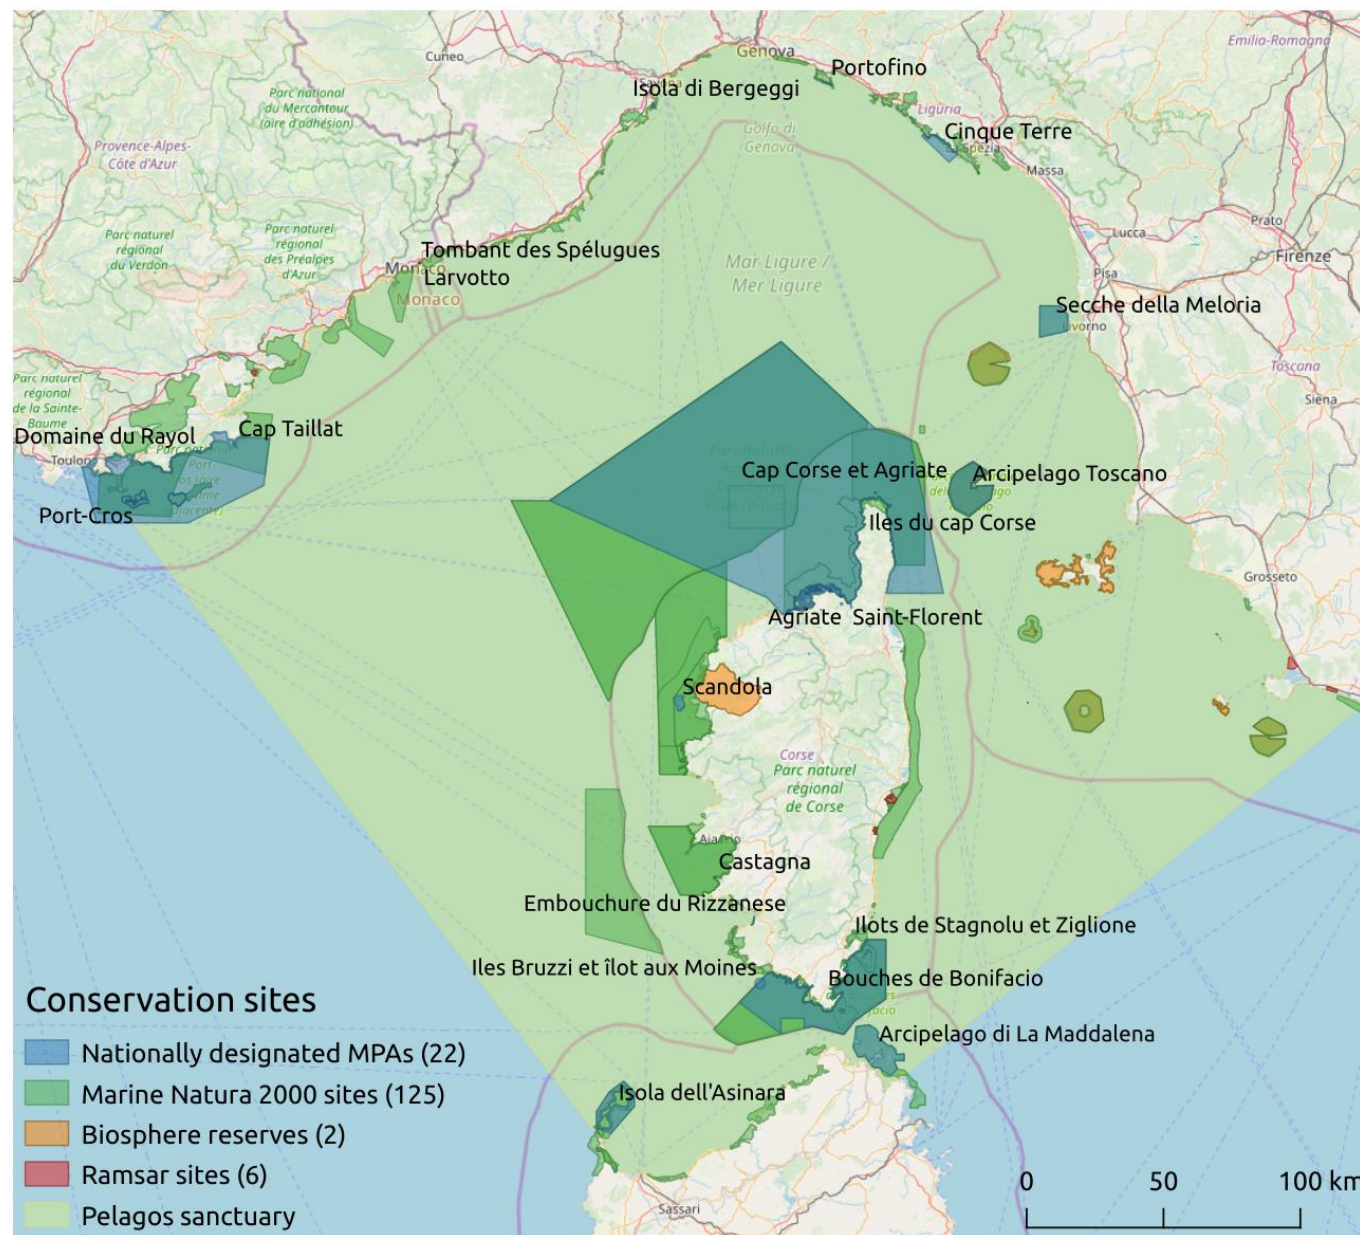 Cuneo
Genova
Emilia-Romagna
Portofino
Isola di Bergeggi
Liguria
Parc national
du Mercantour
(aire d'adhésion)
Golfo di
Genova
Cinque Terre
Spezia
Provence-Alpes-
Côte d'Azur
Massa
Parc naturel
régional
du Verdon
Parc naturel
régional
des Préalpes
d'Azur
Prato
Lucca
Firenze
Tombant des Spélugues
Monaco
Larvotto
Monaco
Mar Ligure /
Mer Ligure
Pisa
Secche della Meloria
Toscana
Parc naturel
régional
de la Sainte-
Baume
Siena
Domaine du Rayol
Cap Taillat
Toulon
Cap Corse et Agriate
Arcipelago Toscano
Port-Cros
Iles du cap Corse
Grosseto
Agriate Saint-Florent
Scandola
Corse
Parc naturel
régional
de Corse
Castagna
Embouchure du Rizzanese
Ilots de Stagnolu et Ziglione
Iles Bruzzi et îlot aux Moines
Bouches de Bonifacio
Arcipelago di La Maddalena
Isola dell'Asinara
Sassari
Conservation sites
Nationally designated MPAs (22)
Marine Natura 2000 sites (125)
Biosphere reserves (2)
Ramsar sites (6)
Pelagos sanctuary
0 50 100 km